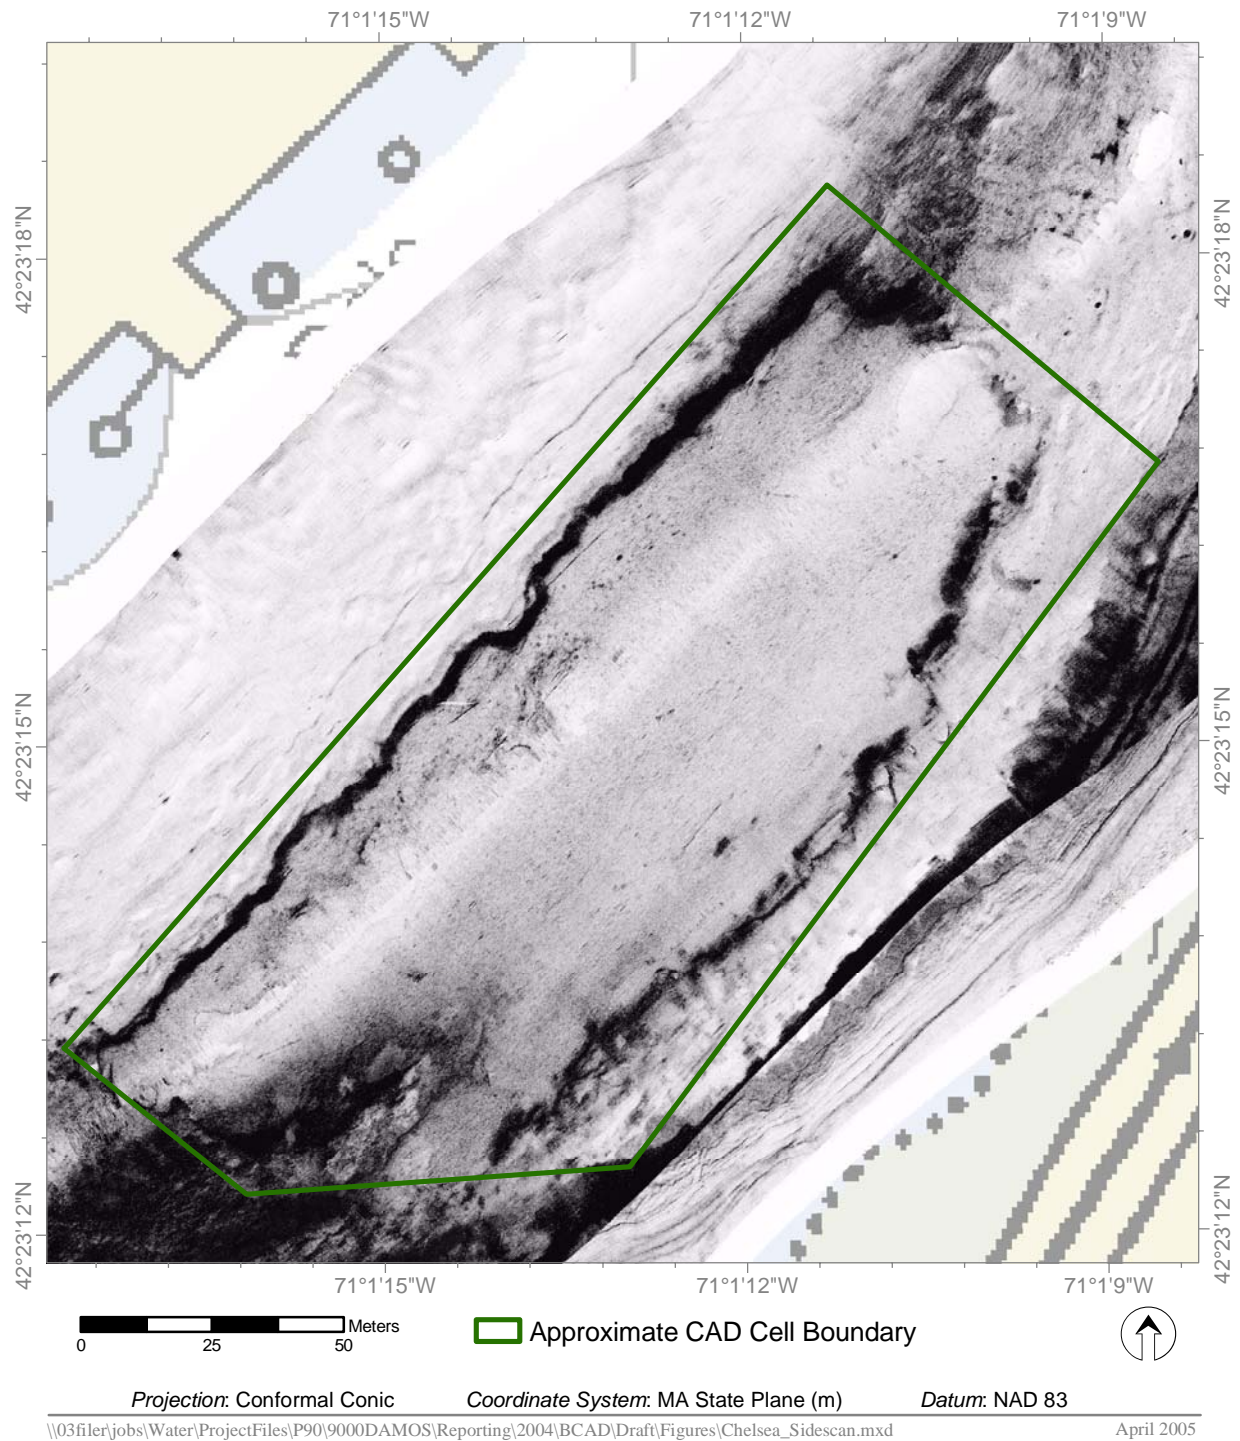 71°1'15"W 71°1'12"W 71°1'9"W
42°23'18"N 42°23'18"N
42°23'15"N 42°23'15"N
42°23'12"N 42°23'12"N
71°1'15"W 71°1'12"W 71°1'9"W
Meters
0 25 50
Approximate CAD Cell Boundary
Projection: Conformal Conic Coordinate System: MA State Plane (m) Datum: NAD 83
\\03filer\jobs\Water\ProjectFiles\P90\9000DAMOS\Reporting\2004\BCAD\Draft\Figures\Chelsea_Sidescan.mxd April 2005